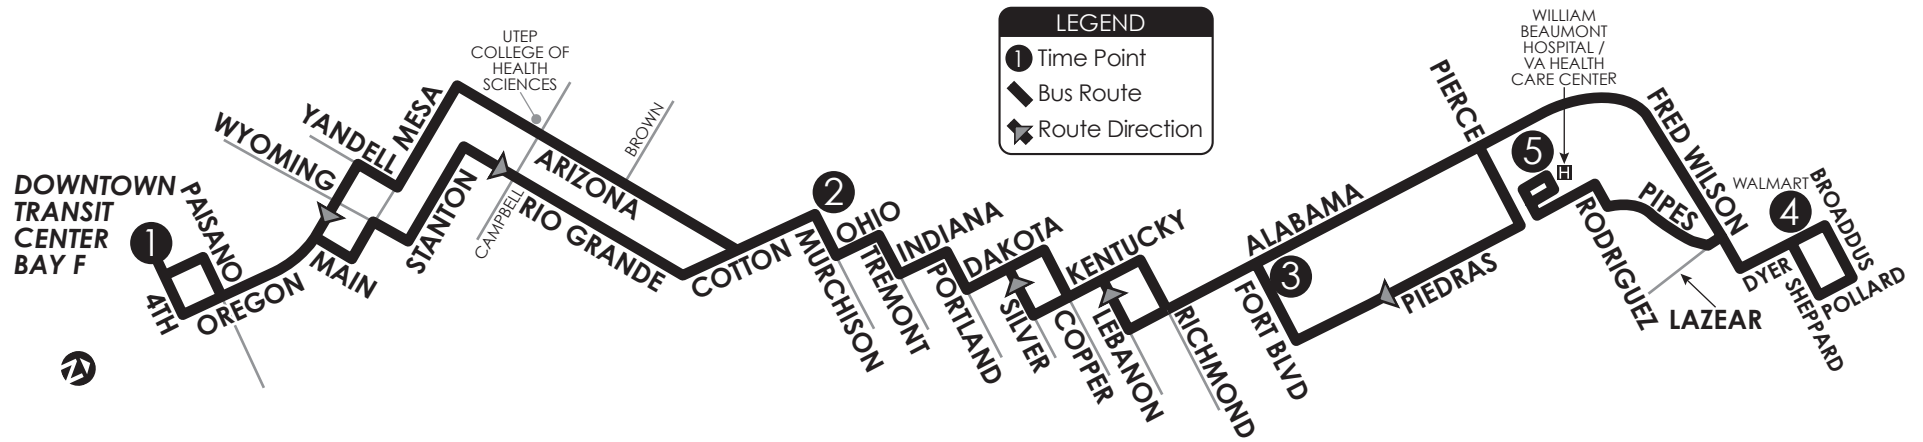 LEGEND
1 Time Point
Bus Route
Route Direction
DOWNTOWN
TRANSIT
CENTER
BAY F
1
PAISANO
4TH
OREGON
WYOMING
YANDELL
MESA
MAIN
STANTON
UTEP
COLLEGE OF
HEALTH
SCIENCES
CAMPBELL
BROWN
ARIZONA
RIO GRANDE
COTTON
2
MURCHISON
OHIO
TREMONT
INDIANA
PORTLAND
DAKOTA
SILVER
COPPER
KENTUCKY
LEBANON
RICHMOND
ALABAMA
3
FORT BLVD
PIEDRAS
PIERCE
WILLIAM
BEAUMONT
HOSPITAL /
VA HEALTH
CARE CENTER
5
H
FRED WILSON
RODRIGUEZ
PIPES
LAZEAR
WALMART
4
BROADDUS
DYER
SHEPPARD
POLLARD
N